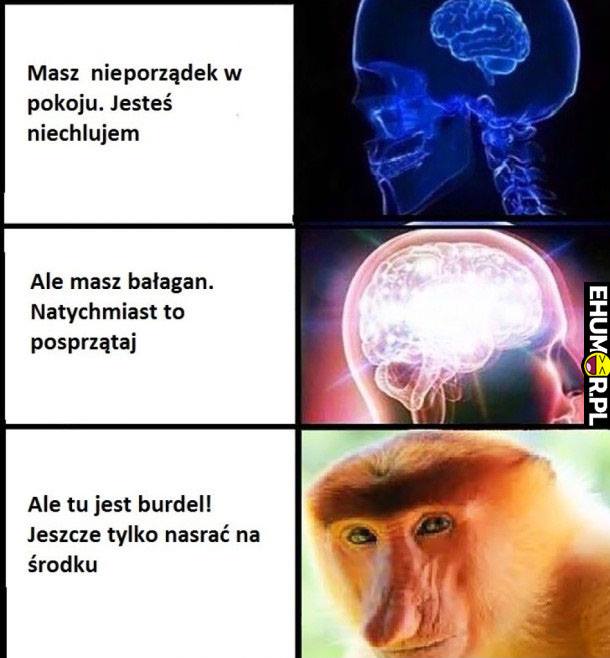 Masz nieporządek w
pokoju. Jesteś
niechlujem
Ale masz bałagan.
Natychmiast to
posprzątaj
EHUMOR.PL
Ale tu jest burdel!
Jeszcze tylko nasrać na
środku